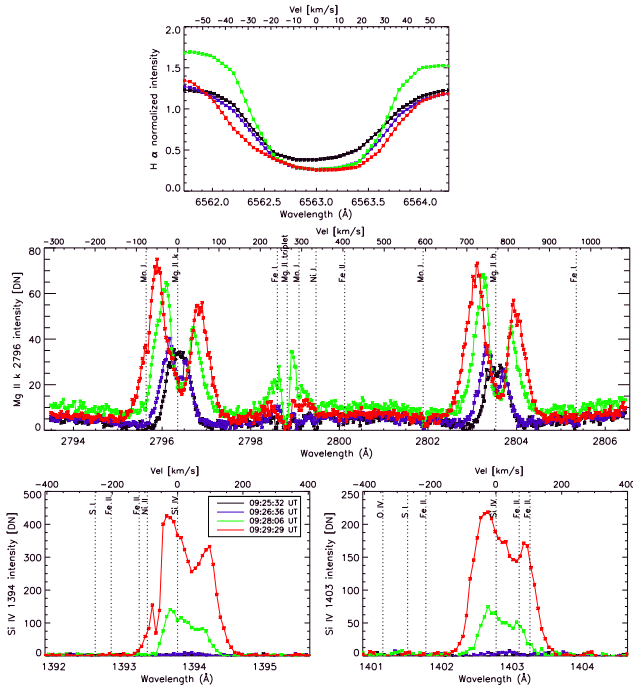 Vel [km/s]
-50 -40 -30 -20 -10 0 10 20 30 40 50
2.0
1.5
1.0
0.5
0.0
H α normalized intensity
6562.0 6562.5 6563.0 6563.5 6564.0
Wavelength (Å)
Vel [km/s]
-300 -200 -100 0 100 200 300 400 500 600 700 800 900 1000
80
60
40
20
0
Mg II k 2796 intensity [DN]
Mn. I
Mg. II. k
Fe. I
Mg. II. triplet
Mn. I
Ni. I
Fe. II
Mn. I
Mg. II. h
Fe. I
2794 2796 2798 2800 2802 2804 2806
Wavelength (Å)
Vel [km/s]
-400 -200 0 200 400
500
400
300
200
100
0
Si IV 1394 intensity [DN]
S. I
Fe. II
Fe. II
Ni. II
Si. IV
09:25:32 UT
09:26:36 UT
09:28:06 UT
09:29:29 UT
1392 1393 1394 1395
Wavelength (Å)
Vel [km/s]
-400 -200 0 200 400
250
200
150
100
50
0
Si IV 1403 intensity [DN]
O. IV
S. I
Fe. II
Si. IV
Fe. II
Fe. II
1401 1402 1403 1404
Wavelength (Å)